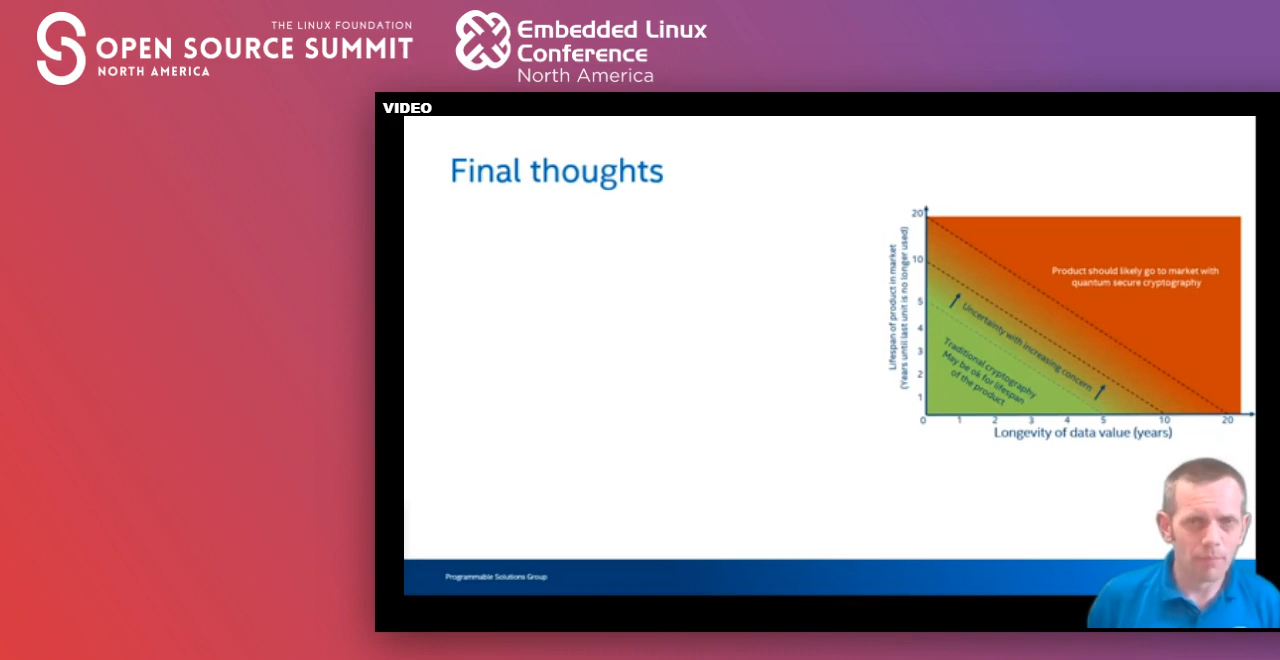 THE LINUX FOUNDATION
OPEN SOURCE SUMMIT
NORTH AMERICA
Embedded Linux
Conference
North America
VIDEO
Final thoughts
Lifespan of product in market
(Years until last unit is no longer used)
20
10
5
4
3
2
1
Product should likely go to market with
quantum secure cryptography
Uncertainty with increasing concern
Traditional cryptography
May be ok for lifespan
of the product
0 1 2 3 4 5 10 20
Longevity of data value (years)
Programmable Solutions Group